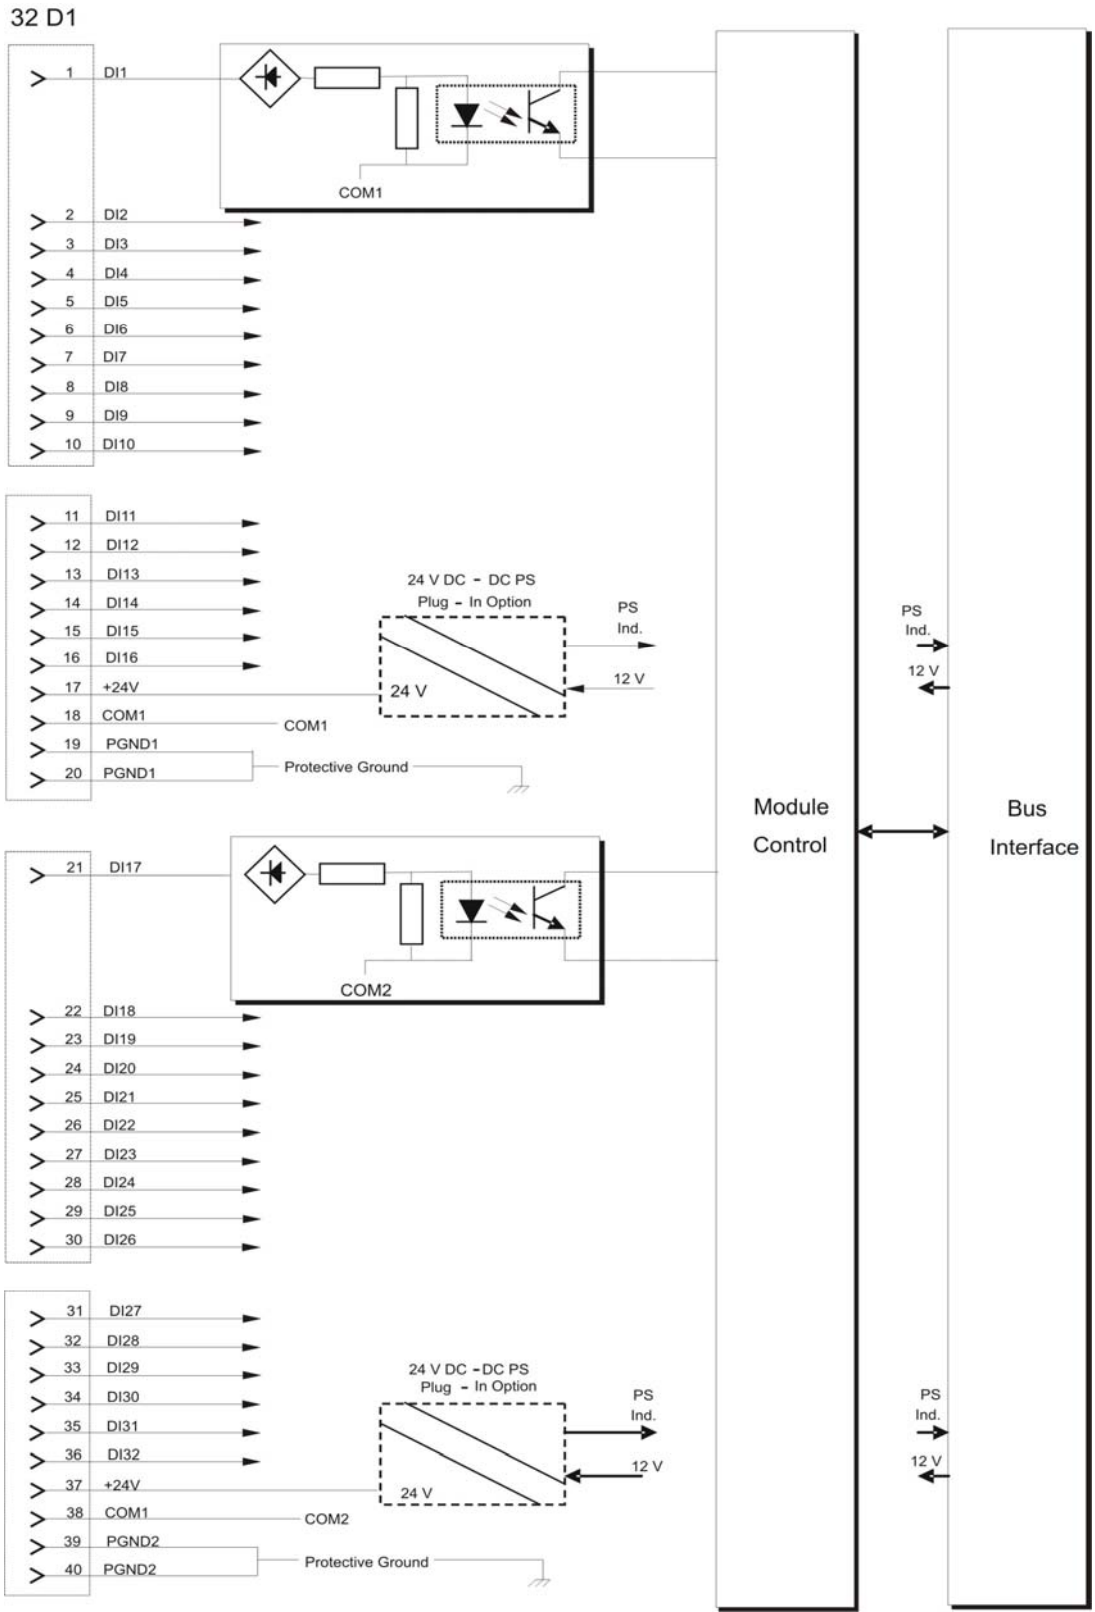 32 D1
1 DI1
COM1
2 DI2
3 DI3
4 DI4
5 DI5
6 DI6
7 DI7
8 DI8
9 DI9
10 DI10
11 DI11
12 DI12
13 DI13
14 DI14
15 DI15
16 DI16
17 +24V
18 COM1
19 PGND1
20 PGND1
24 V DC - DC PS
Plug - In Option
24 V
PS
Ind.
12 V
COM1
Protective Ground
PS
Ind.
12 V
Module
Control
Bus
Interface
21 DI17
COM2
22 DI18
23 DI19
24 DI20
25 DI21
26 DI22
27 DI23
28 DI24
29 DI25
30 DI26
31 DI27
32 DI28
33 DI29
34 DI30
35 DI31
36 DI32
37 +24V
38 COM1
39 PGND2
40 PGND2
24 V DC - DC PS
Plug - In Option
24 V
PS
Ind.
12 V
COM2
Protective Ground
PS
Ind.
12 V